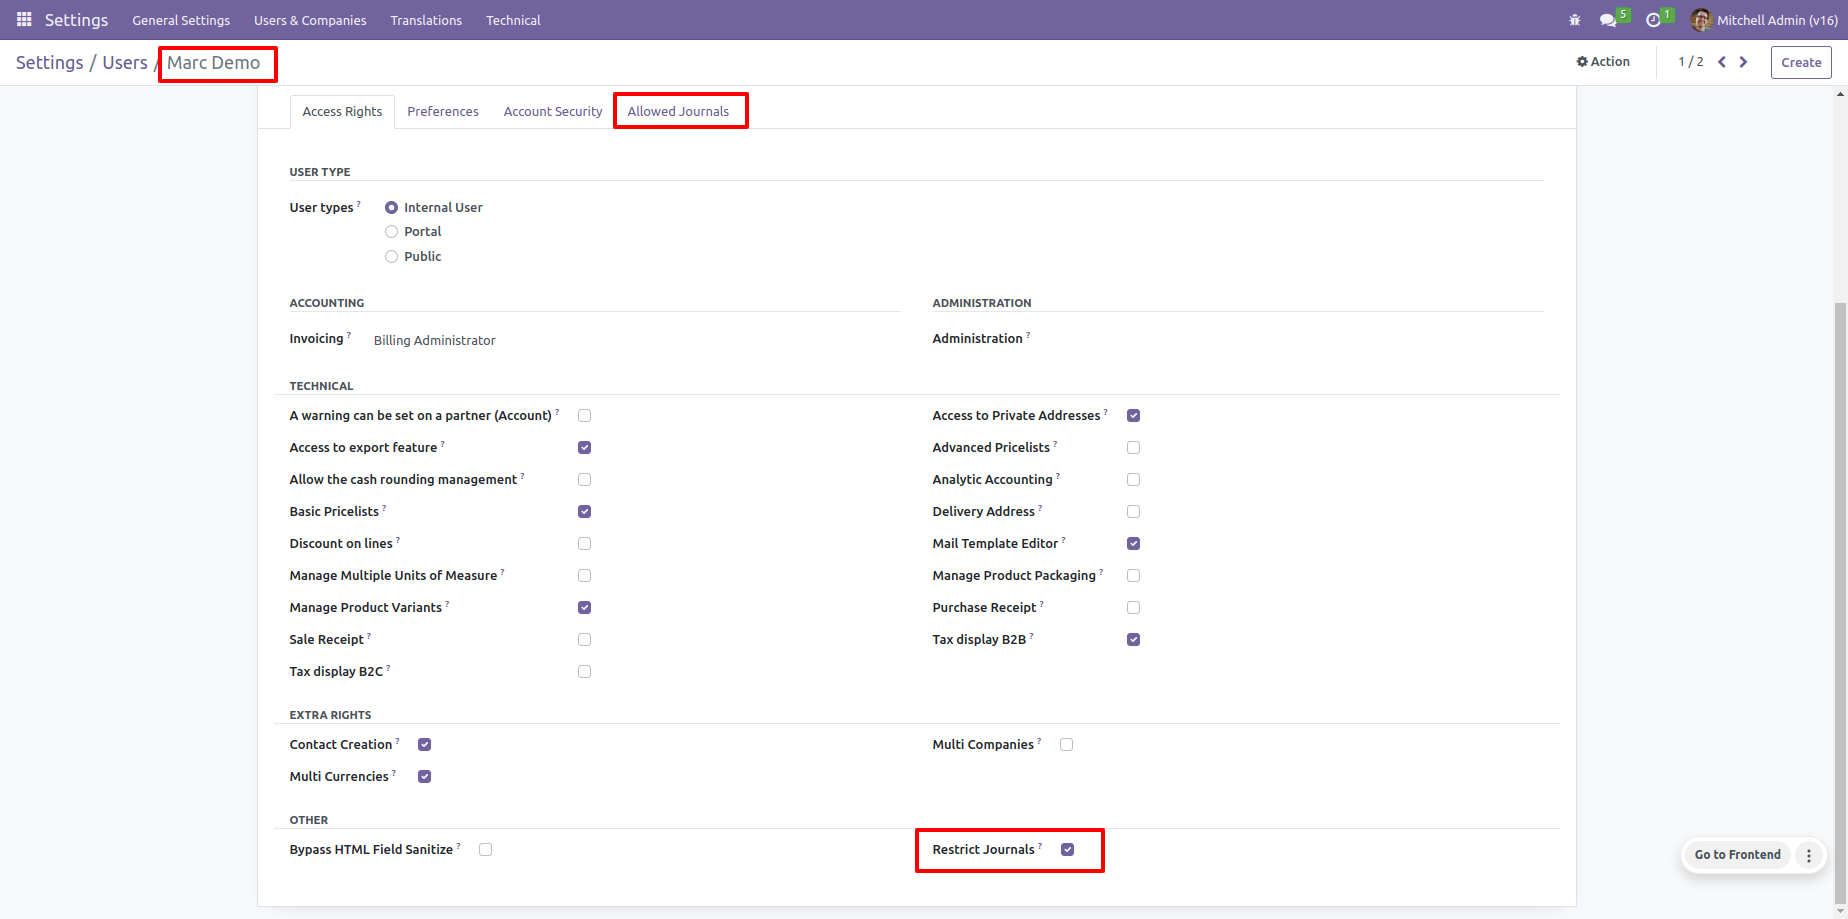 Settings General Settings Users & Companies Translations Technical 5 1 Mitchell Admin (v16)
Settings / Users / Marc Demo Action 1 / 2 Create
Access Rights Preferences Account Security Allowed Journals
USER TYPE
User types ? Internal User
Portal
Public
ACCOUNTING ADMINISTRATION
Invoicing ? Billing Administrator Administration ?
TECHNICAL
A warning can be set on a partner (Account) ? Access to Private Addresses ?
Access to export feature ? Advanced Pricelists ?
Allow the cash rounding management ? Analytic Accounting ?
Basic Pricelists ? Delivery Address ?
Discount on lines ? Mail Template Editor ?
Manage Multiple Units of Measure ? Manage Product Packaging ?
Manage Product Variants ? Purchase Receipt ?
Sale Receipt ? Tax display B2B ?
Tax display B2C ?
EXTRA RIGHTS
Contact Creation ? Multi Companies ?
Multi Currencies ?
OTHER
Bypass HTML Field Sanitize ? Restrict Journals ?
Go to Frontend